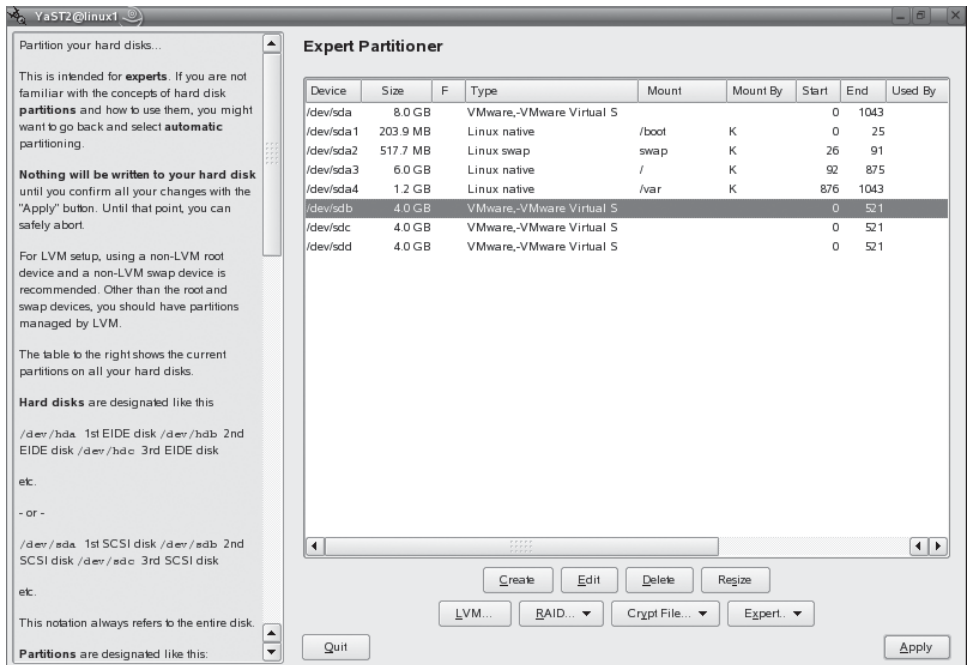 YaST2@linux1
Partition your hard disks...
This is intended for experts. If you are not
familiar with the concepts of hard disk
partitions and how to use them, you might
want to go back and select automatic
partitioning.
Nothing will be written to your hard disk
until you confirm all your changes with the
"Apply" button. Until that point, you can
safely abort.
For LVM setup, using a non-LVM root
device and a non-LVM swap device is
recommended. Other than the root and
swap devices, you should have partitions
managed by LVM.
The table to the right shows the current
partitions on all your hard disks.
Hard disks are designated like this
/dev/hda 1st EIDE disk /dev/hdb 2nd
EIDE disk /dev/hdc 3rd EIDE disk
etc.
- or -
/dev/sda 1st SCSI disk /dev/sdb 2nd
SCSI disk /dev/sdc 3rd SCSI disk
etc.
This notation always refers to the entire disk.
Partitions are designated like this:
Expert Partitioner
Device Size F Type Mount Mount By Start End Used By
/dev/sda 8.0 GB VMware,-VMware Virtual S 0 1043
/dev/sda1 203.9 MB Linux native /boot K 0 25
/dev/sda2 517.7 MB Linux swap swap K 26 91
/dev/sda3 6.0 GB Linux native / K 92 875
/dev/sda4 1.2 GB Linux native /var K 876 1043
/dev/sdb 4.0 GB VMware,-VMware Virtual S 0 521
/dev/sdc 4.0 GB VMware,-VMware Virtual S 0 521
/dev/sdd 4.0 GB VMware,-VMware Virtual S 0 521
Create Edit Delete Resize
LVM... RAID... Crypt File... Expert..
Quit Apply